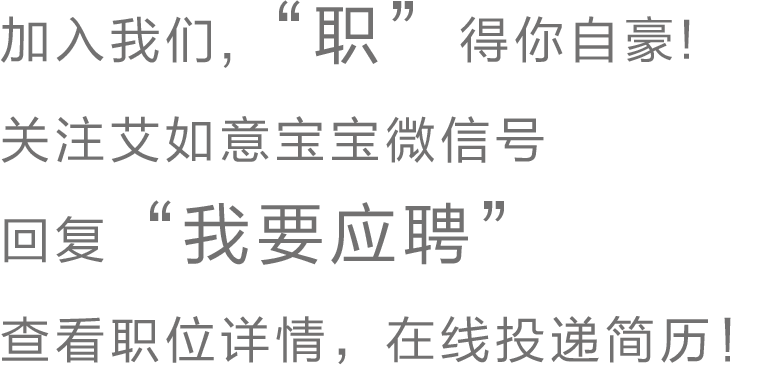 加入我们，“职” 得你自豪!
关注艾如意宝宝微信号
回复 “我要应聘”
查看职位详情，在线投递简历！